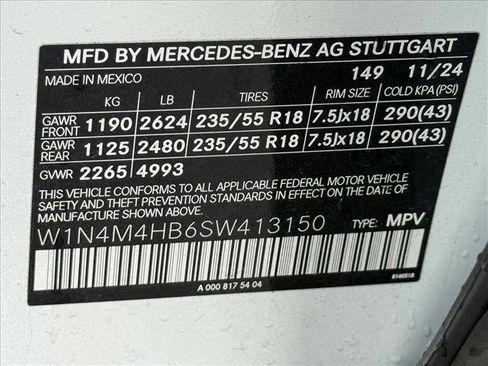 MFD BY MERCEDES-BENZ AG STUTTGART
MADE IN MEXICO 149 11/24
KG LB TIRES RIM SIZE COLD KPA (PSI)
GAWR FRONT 1190 2624 235/55 R18 7.5Jx18 290(43)
GAWR REAR 1125 2480 235/55 R18 7.5Jx18 290(43)
GVWR 2265 4993
THIS VEHICLE CONFORMS TO ALL APPLICABLE FEDERAL MOTOR VEHICLE
SAFETY AND THEFT PREVENTION STANDARDS IN EFFECT ON THE DATE OF
MANUFACTURE SHOWN ABOVE.
W1N4M4HB6SW413150 TYPE: MPV
A 000 817 54 04